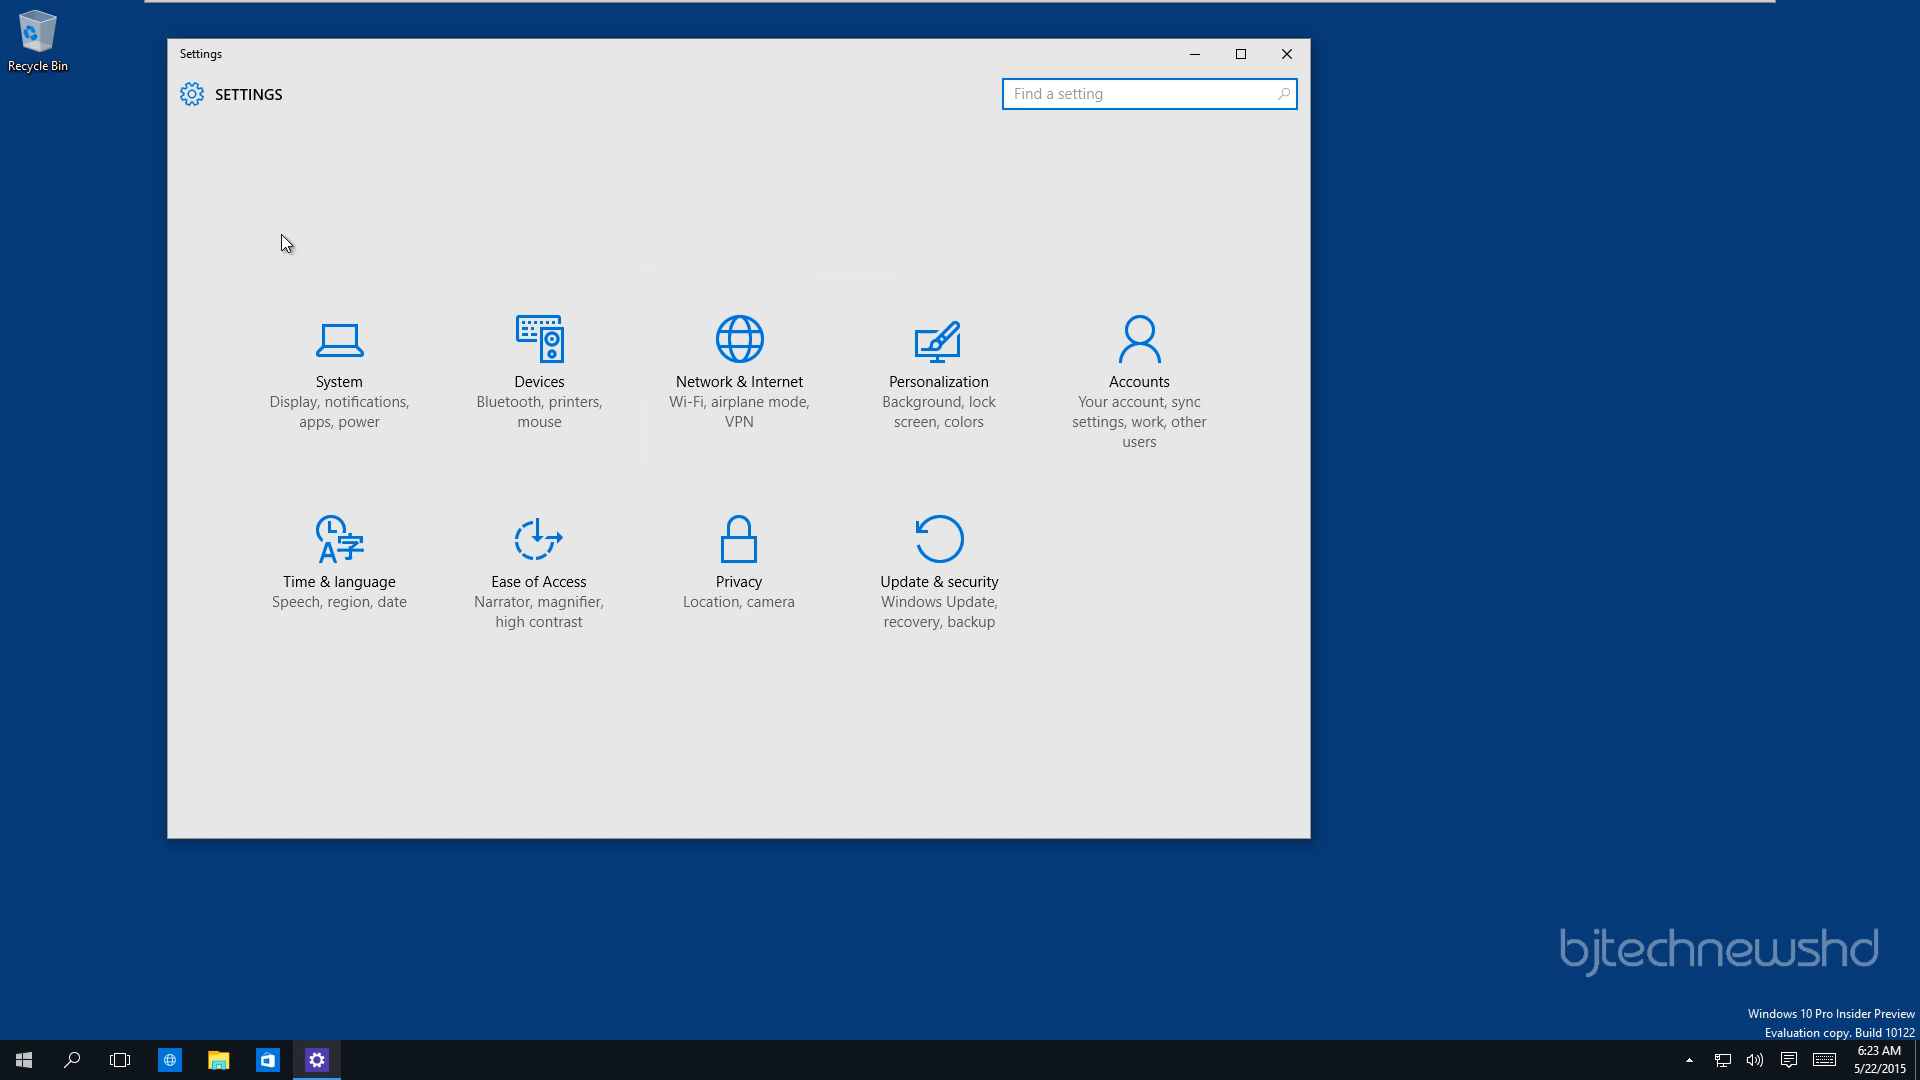 Recycle Bin
Settings
SETTINGS
Find a setting
System
Display, notifications,
apps, power
Devices
Bluetooth, printers,
mouse
Network & Internet
Wi-Fi, airplane mode,
VPN
Personalization
Background, lock
screen, colors
Accounts
Your account, sync
settings, work, other
users
Time & language
Speech, region, date
Ease of Access
Narrator, magnifier,
high contrast
Privacy
Location, camera
Update & security
Windows Update,
recovery, backup
bjtechnewshd
Windows 10 Pro Insider Preview
Evaluation copy. Build 10122
6:23 AM
5/22/2015